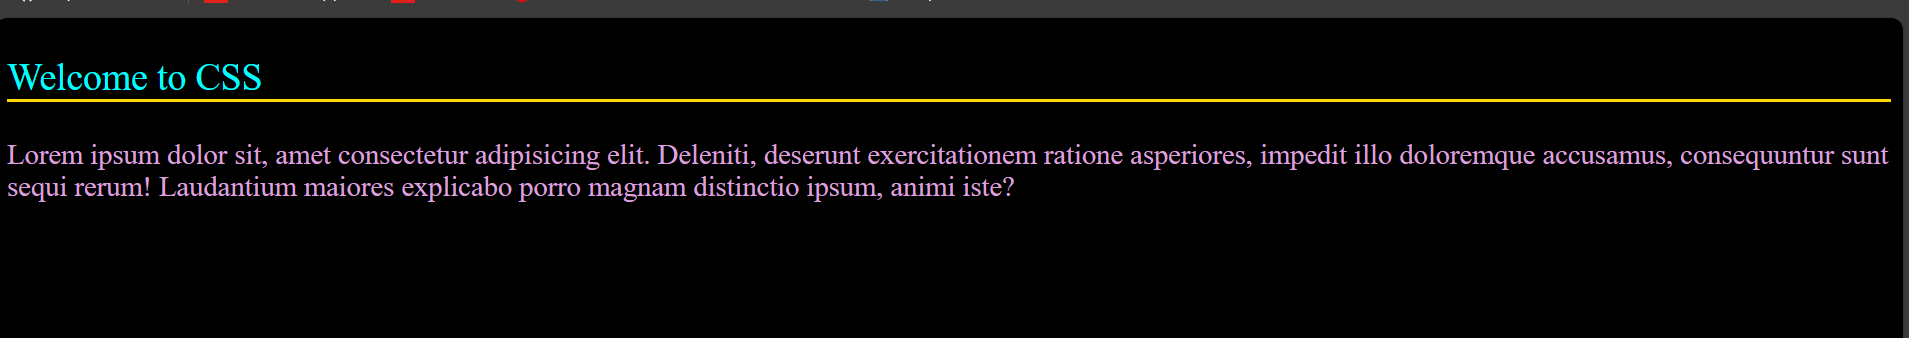 Welcome to CSS
Lorem ipsum dolor sit, amet consectetur adipisicing elit. Deleniti, deserunt exercitationem ratione asperiores, impedit illo doloremque accusamus, consequuntur sunt
sequi rerum! Laudantium maiores explicabo porro magnam distinctio ipsum, animi iste?